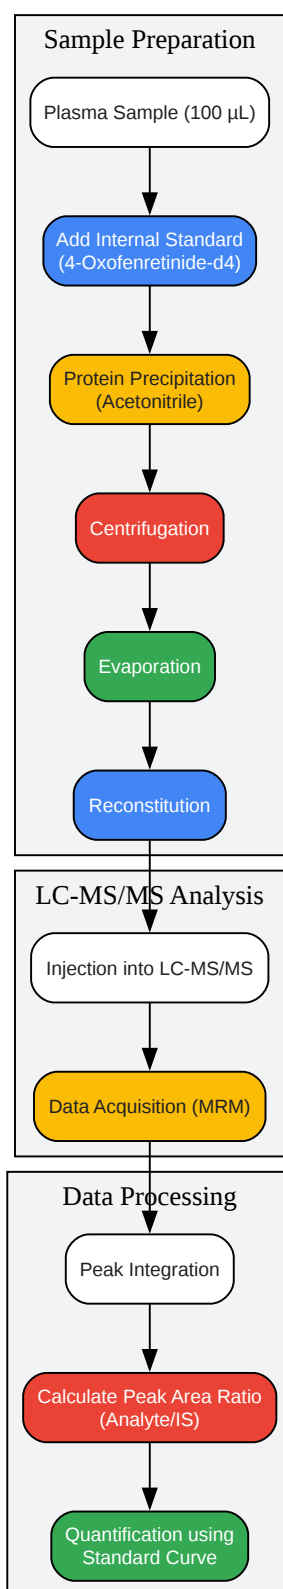 Sample Preparation
Plasma Sample (100 µL)
Add Internal Standard
(4-Oxofenretinide-d4)
Protein Precipitation
(Acetonitrile)
Centrifugation
Evaporation
Reconstitution
LC-MS/MS Analysis
Injection into LC-MS/MS
Data Acquisition (MRM)
Data Processing
Peak Integration
Calculate Peak Area Ratio
(Analyte/IS)
Quantification using
Standard Curve